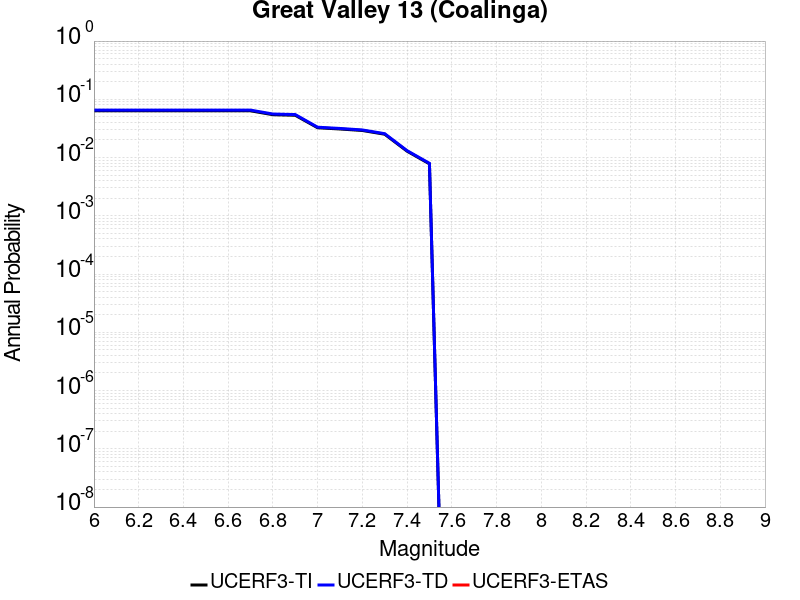 Great Valley 13 (Coalinga)
10^0
10^-1
10^-2
10^-3
10^-4
10^-5
10^-6
10^-7
10^-8
Annual Probability
6 6.2 6.4 6.6 6.8 7 7.2 7.4 7.6 7.8 8 8.2 8.4 8.6 8.8 9
Magnitude
UCERF3-TI UCERF3-TD UCERF3-ETAS